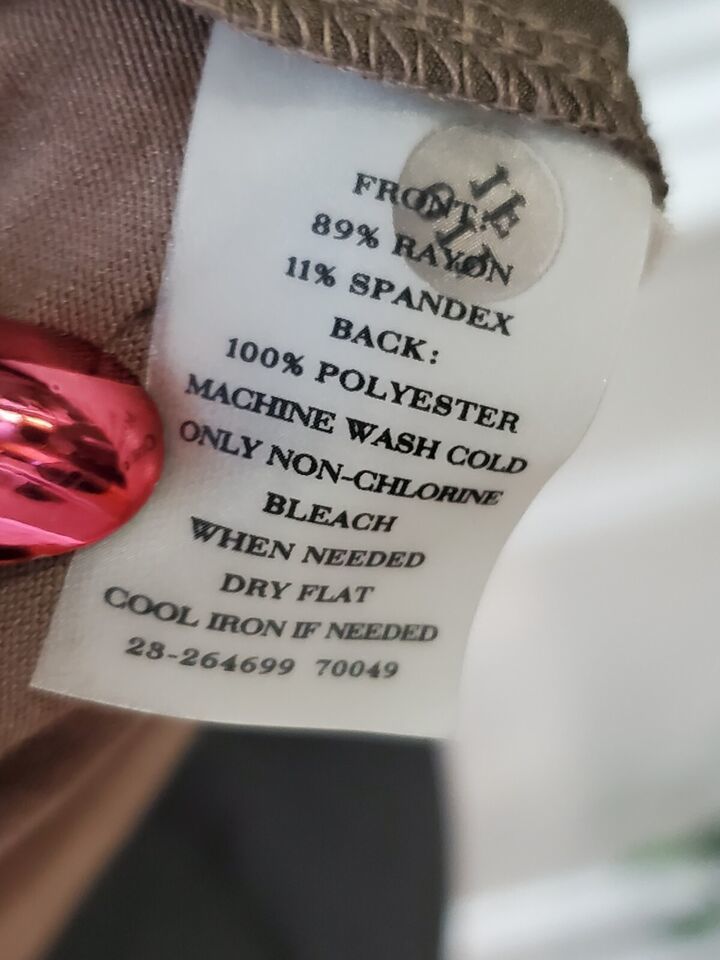 FRONT:
89% RAYON
11% SPANDEX
BACK:
100% POLYESTER
MACHINE WASH COLD
ONLY NON-CHLORINE
BLEACH
WHEN NEEDED
DRY FLAT
COOL IRON IF NEEDED
28-264699 70049